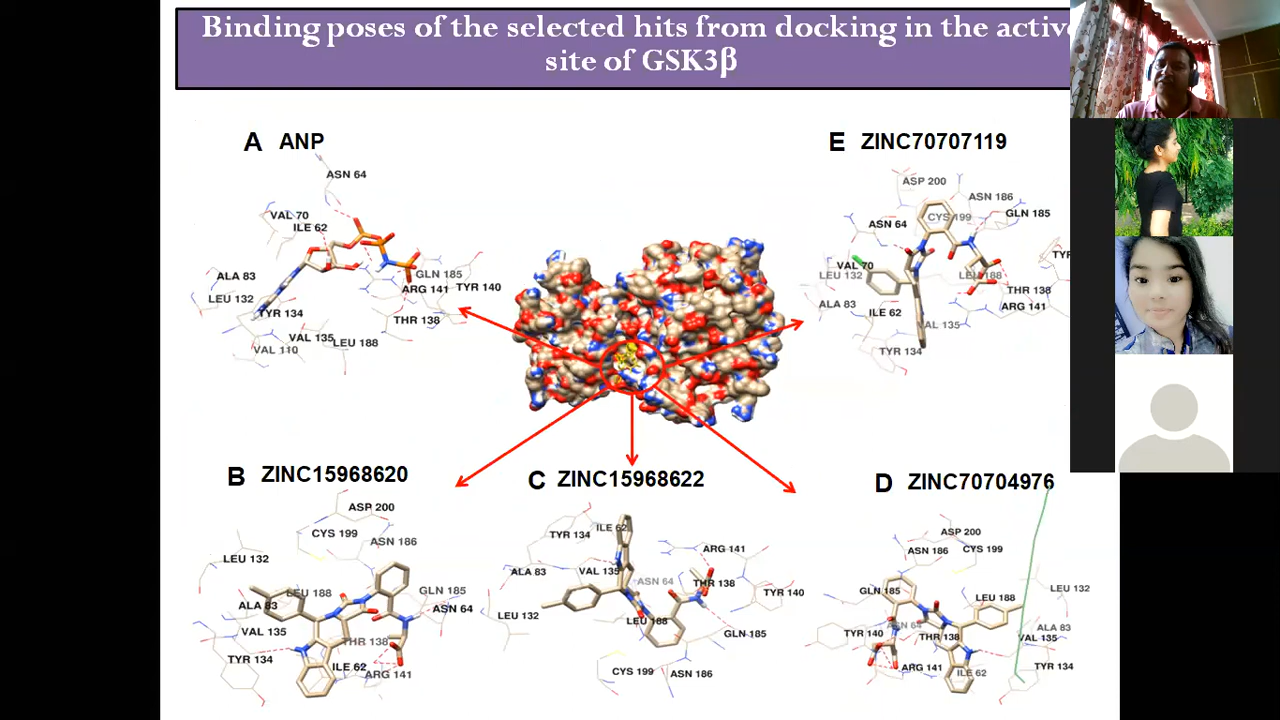 Binding poses of the selected hits from docking in the active
site of GSK3β
A ANP
ASN 64
VAL 70
ILE 62
ALA 83
LEU 132
TYR 134
VAL 110
VAL 135
LEU 188
GLN 185
ARG 141
TYR 140
THR 138
E ZINC70707119
ASP 200
ASN 186
CYS 199
GLN 185
ASN 64
VAL 70
LEU 132
LEU 188
TYR
THR 138
ALA 83
ARG 141
ILE 62
VAL 135
TYR 134
B ZINC15968620
ASP 200
CYS 199
ASN 186
LEU 132
LEU 188
GLN 185
ALA 83
ASN 64
VAL 135
THR 138
TYR 134
ILE 62
ARG 141
C ZINC15968622
ILE 62
TYR 134
ARG 141
ALA 83
VAL 135
ASN 64
THR 138
TYR 140
LEU 132
LEU 188
GLN 185
CYS 199
ASN 186
D ZINC70704976
ASP 200
ASN 186
CYS 199
GLN 185
LEU 188
LEU 132
ASN 64
ALA 83
TYR 140
THR 138
VAL 135
ARG 141
ILE 62
TYR 134